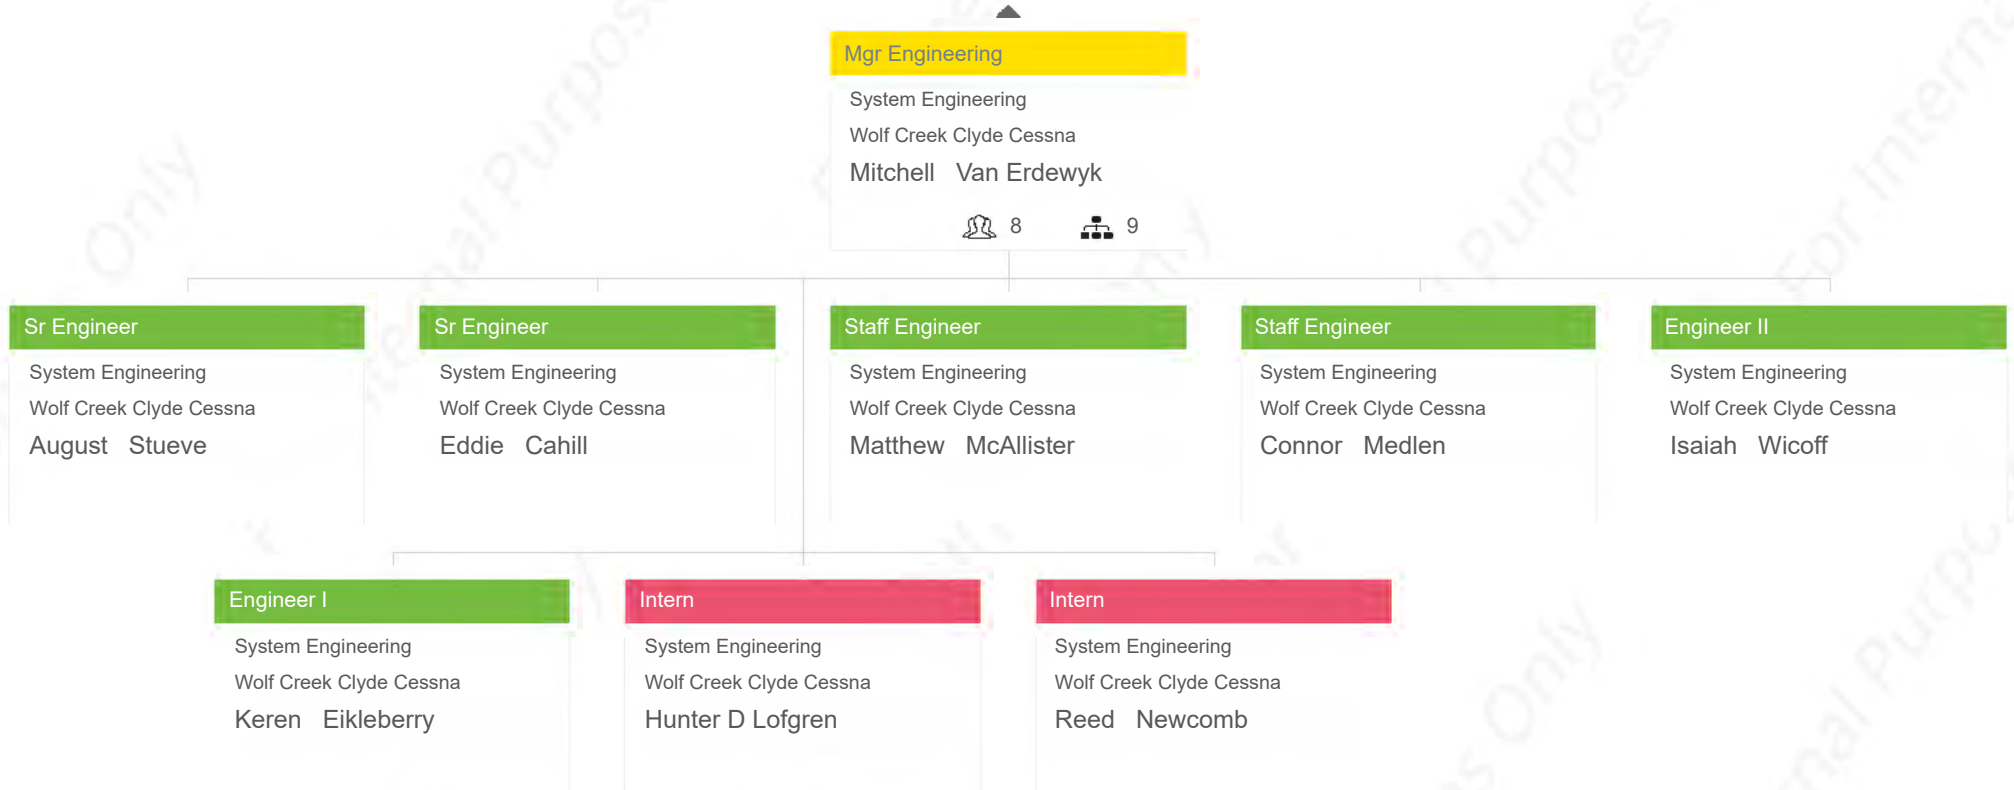 Mgr Engineering
System Engineering
Wolf Creek Clyde Cessna
Mitchell Van Erdewyk
8 9
Sr Engineer
System Engineering
Wolf Creek Clyde Cessna
August Stueve
Sr Engineer
System Engineering
Wolf Creek Clyde Cessna
Eddie Cahill
Staff Engineer
System Engineering
Wolf Creek Clyde Cessna
Matthew McAllister
Staff Engineer
System Engineering
Wolf Creek Clyde Cessna
Connor Medlen
Engineer II
System Engineering
Wolf Creek Clyde Cessna
Isaiah Wicoff
Engineer I
System Engineering
Wolf Creek Clyde Cessna
Keren Eikleberry
Intern
System Engineering
Wolf Creek Clyde Cessna
Hunter D Lofgren
Intern
System Engineering
Wolf Creek Clyde Cessna
Reed Newcomb